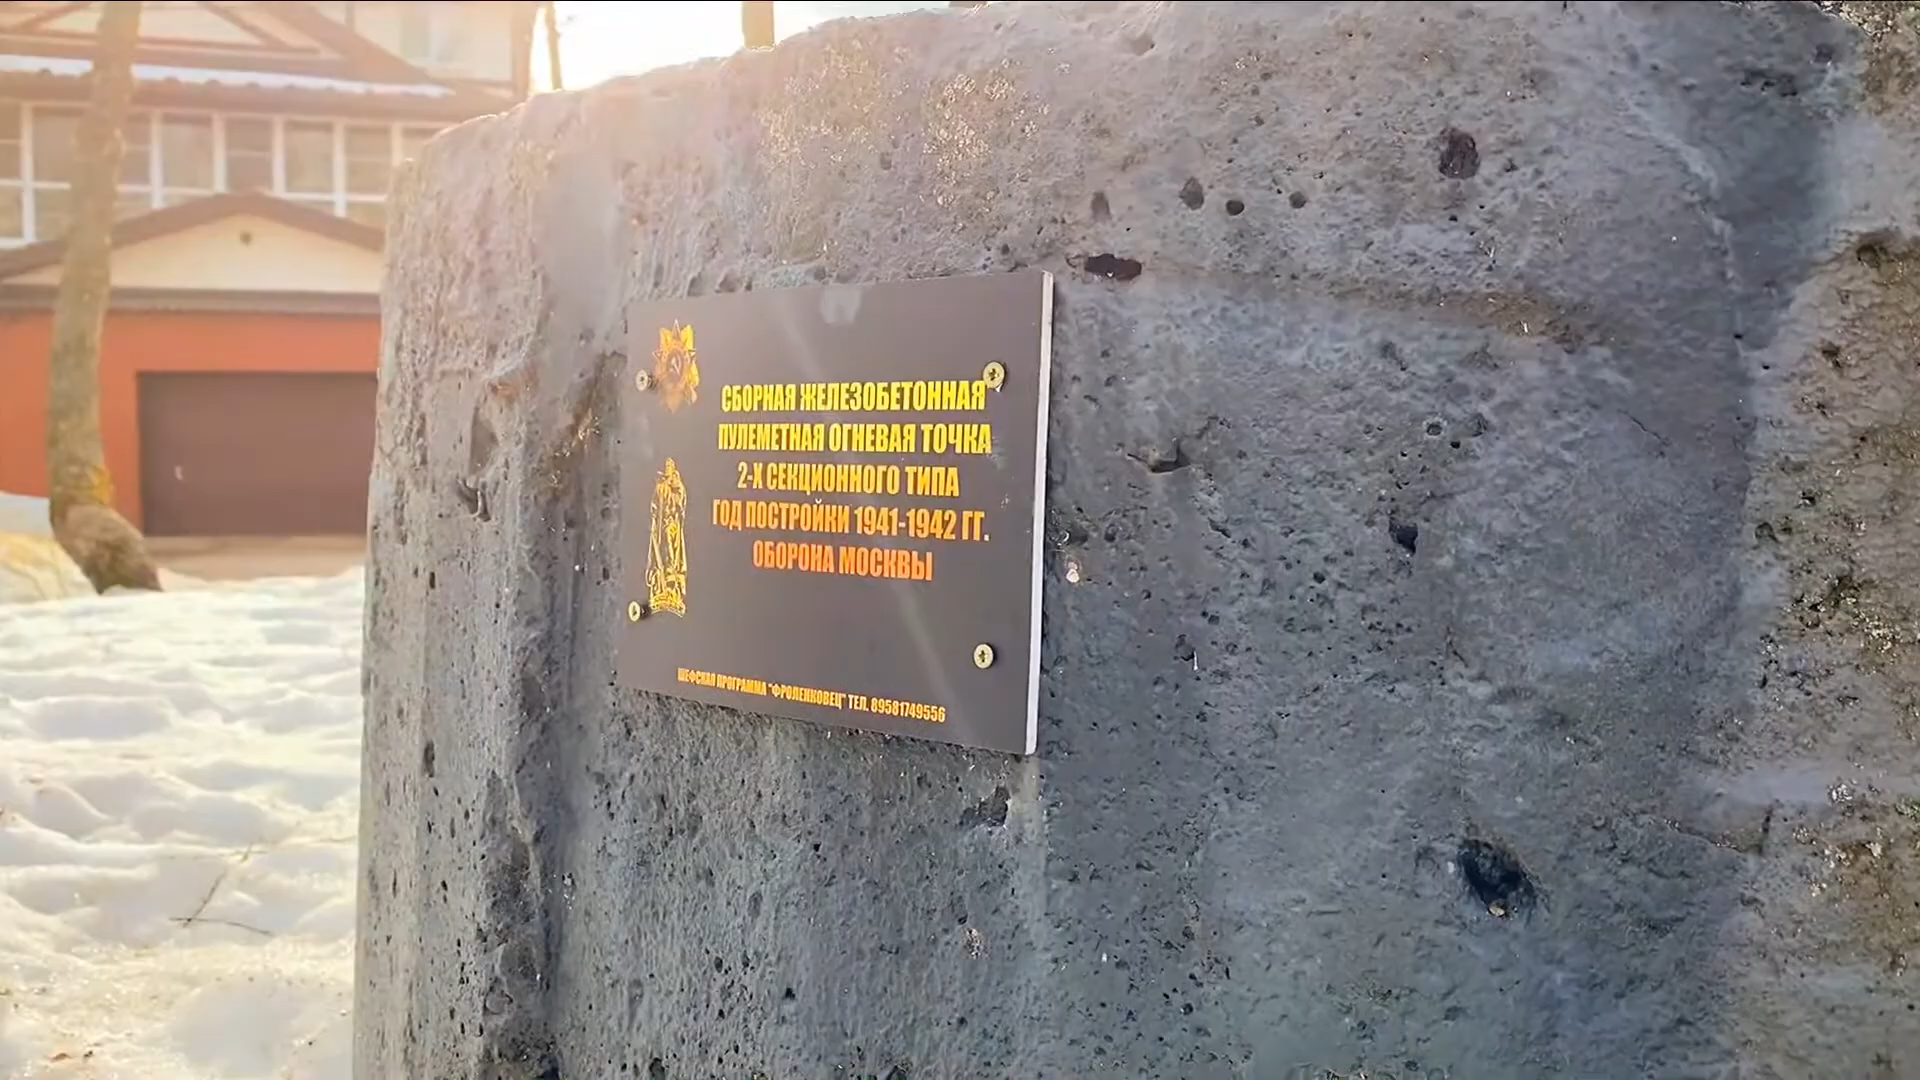 СБОРНАЯ ЖЕЛЕЗОБЕТОННАЯ
ПУЛЕМЕТНАЯ ОГНЕВАЯ ТОЧКА
2-Х СЕКЦИОННОГО ТИПА
ГОД ПОСТРОЙКИ 1941-1942 ГГ.
ОБОРОНА МОСКВЫ
ШЕФСКАЯ ПРОГРАММА "ФРОЛЕНКОВЕЦ" ТЕЛ. 89581749556